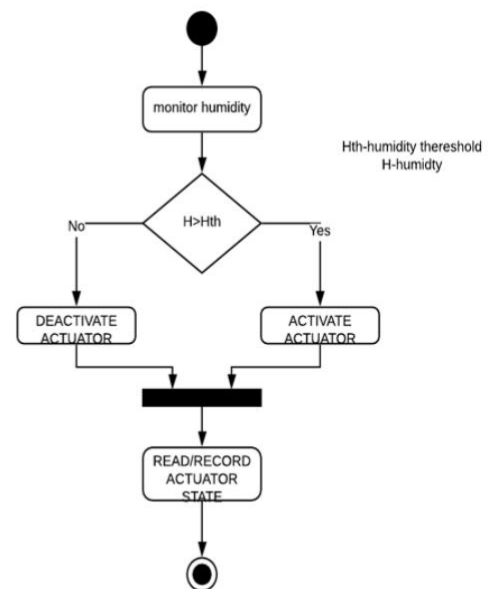 monitor humidity
Hth-humidity thereshold
H-humidty
H>Hth
No
Yes
DEACTIVATE
ACTUATOR
ACTIVATE
ACTUATOR
READ/RECORD
ACTUATOR
STATE